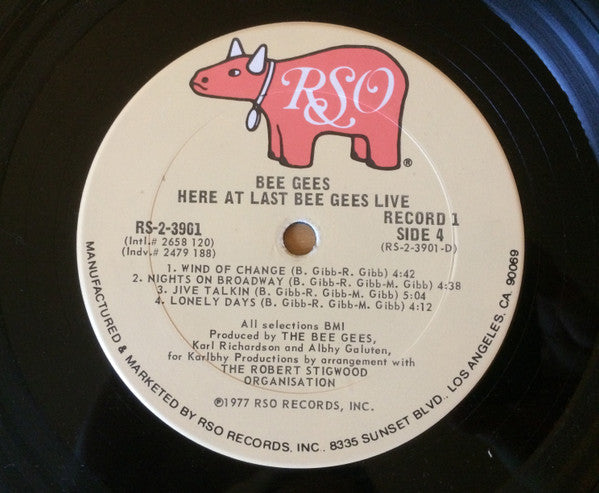 RSO
®
BEE GEES
HERE AT LAST BEE GEES LIVE
RS-2-3901
(Intl.# 2658 120)
(Indv.# 2479 188)
RECORD 1
SIDE 4
(RS-2-3901-D)
1. WIND OF CHANGE (B. Gibb-R. Gibb) 4:42
2. NIGHTS ON BROADWAY (B. Gibb-R. Gibb-M. Gibb) 4:38
3. JIVE TALKIN (B. Gibb-R. Gibb-M. Gibb) 5:04
4. LONELY DAYS (B. Gibb-R. Gibb-M. Gibb) 4:12
All selections BMI
Produced by THE BEE GEES,
Karl Richardson and Albhy Galuten,
for Karlbhy Productions by arrangement with
THE ROBERT STIGWOOD
ORGANISATION
℗1977 RSO RECORDS, INC.
MANUFACTURED & MARKETED BY RSO RECORDS, INC., 8335 SUNSET BLVD., LOS ANGELES, CA 90069